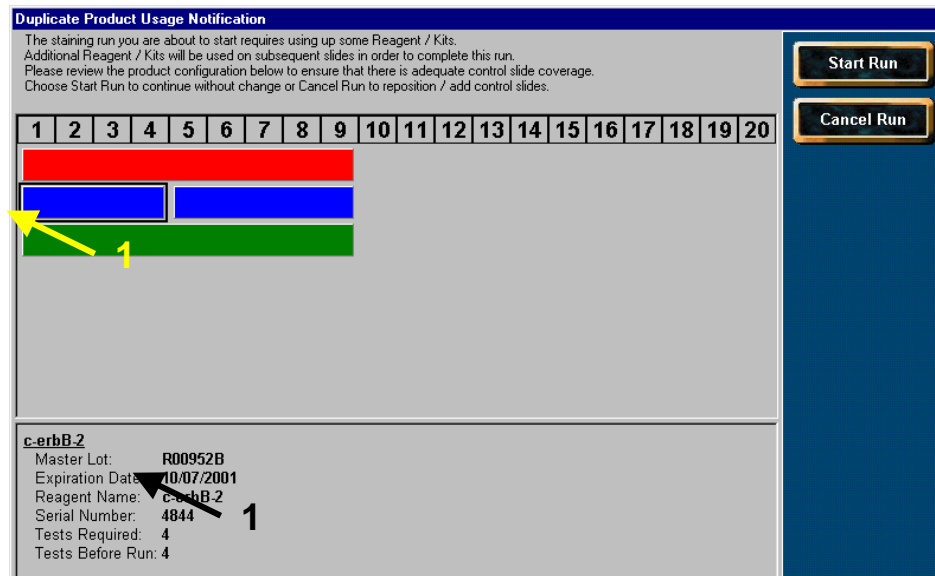 Duplicate Product Usage Notification
The staining run you are about to start requires using up some Reagent / Kits.
Additional Reagent / Kits will be used on subsequent slides in order to complete this run.
Please review the product configuration below to ensure that there is adequate control slide coverage.
Choose Start Run to continue without change or Cancel Run to reposition / add control slides.
Start Run
Cancel Run
1 2 3 4 5 6 7 8 9 10 11 12 13 14 15 16 17 18 19 20
1
c-erbB-2
Master Lot: R00952B
Expiration Date: 10/07/2001
Reagent Name: c-erbB-2
1
Serial Number: 4844
Tests Required: 4
Tests Before Run: 4